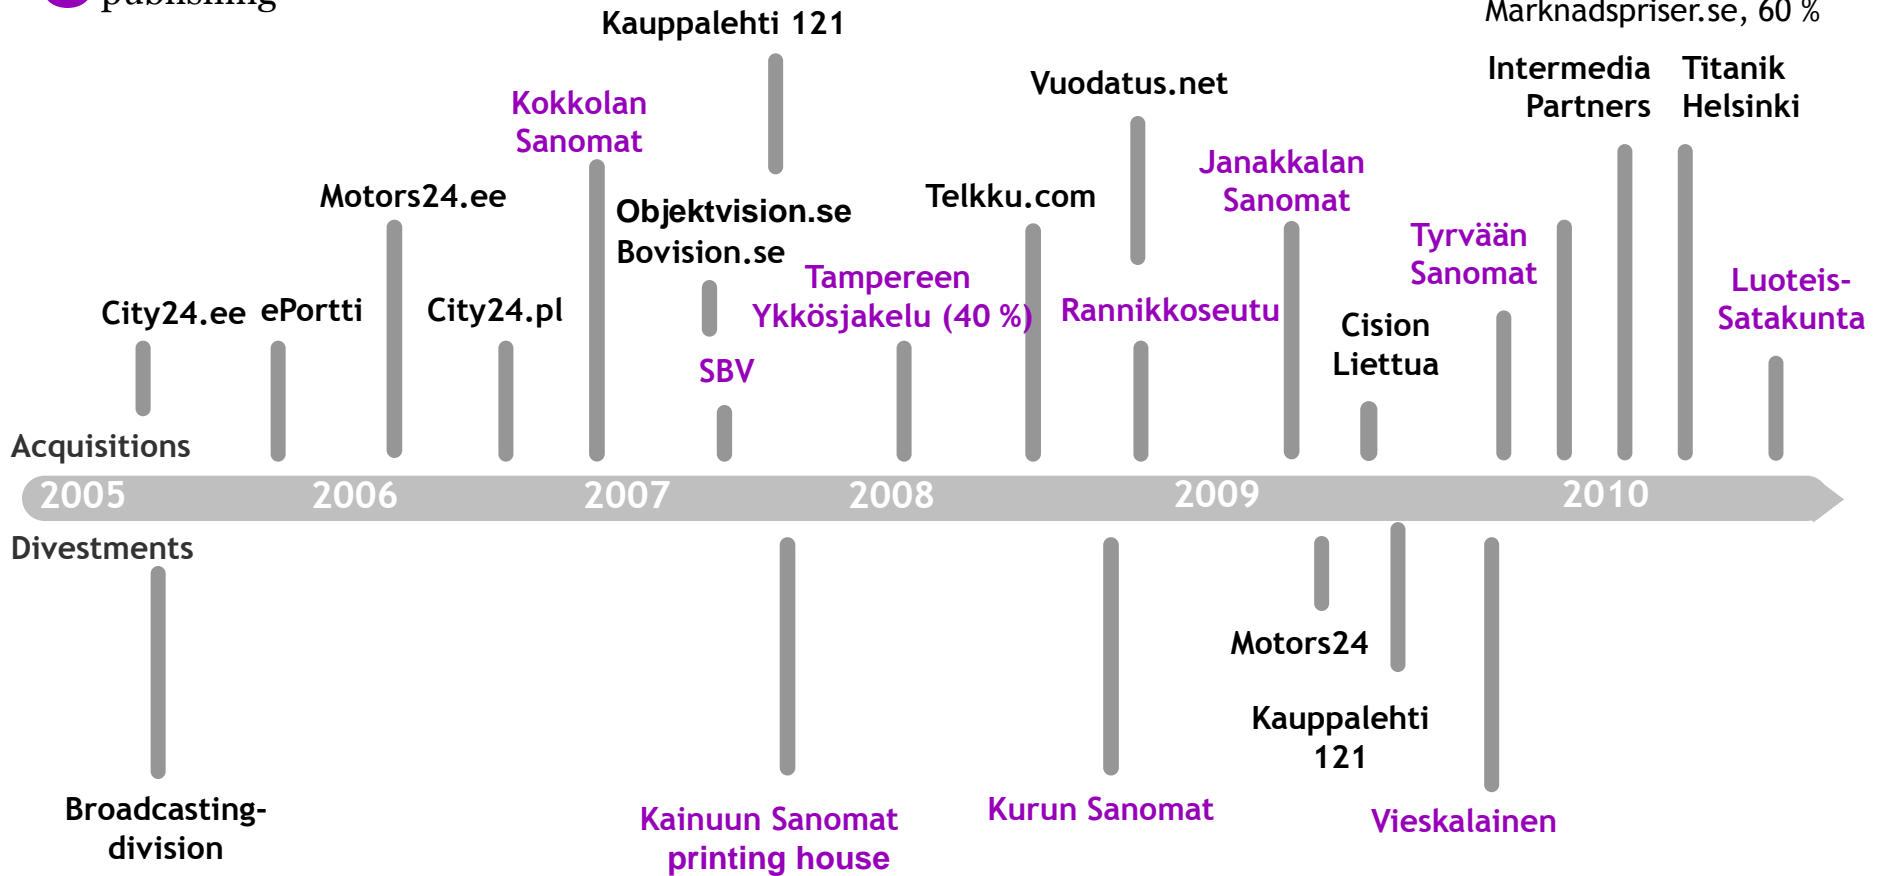 publishing
Kauppalehti 121
Marknadspriser.se, 60 %
Intermedia
Partners
Titanik
Helsinki
Vuodatus.net
Kokkolan
Sanomat
Janakkalan
Sanomat
Motors24.ee
Objektvision.se
Bovision.se
Telkku.com
Tyrvään
Sanomat
Tampereen
Ykkösjakelu (40 %)
Luoteis-
Satakunta
City24.ee
ePortti
City24.pl
Rannikkoseutu
Cision
Liettua
SBV
Acquisitions
2005
2006
2007
2008
2009
2010
Divestments
Motors24
Kauppalehti
121
Broadcasting-
division
Kainuun Sanomat
printing house
Kurun Sanomat
Vieskalainen